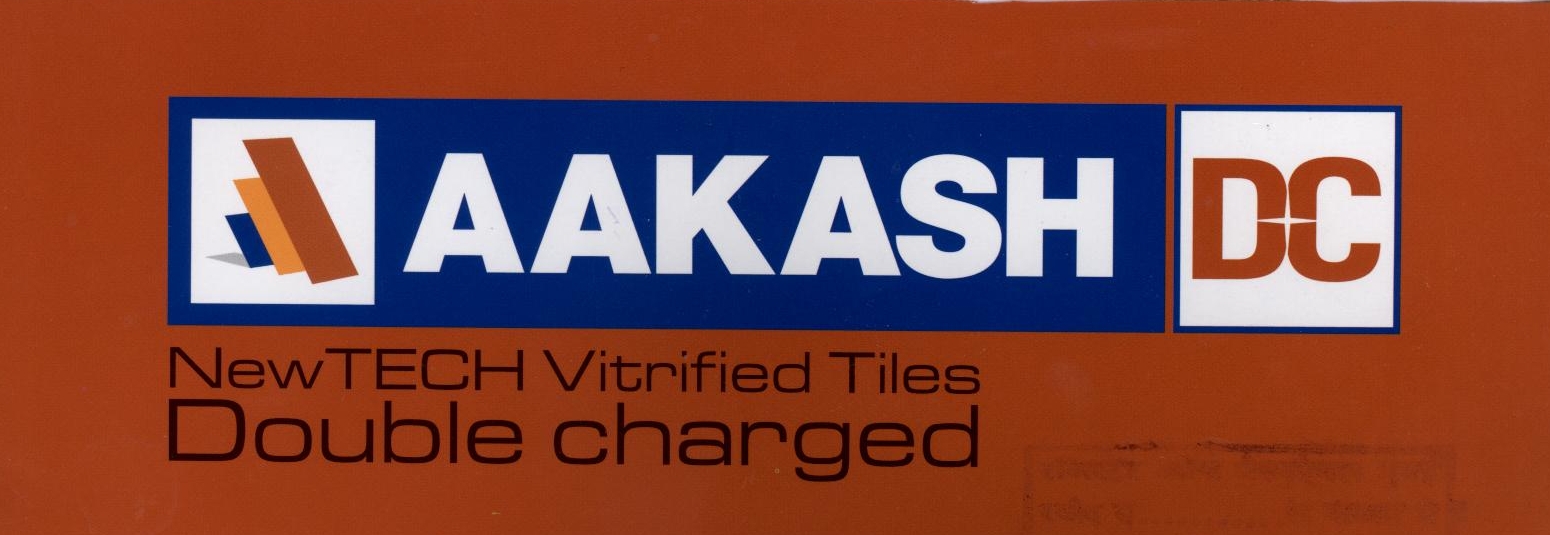 AAKASH DC
NewTECH Vitrified Tiles
Double charged